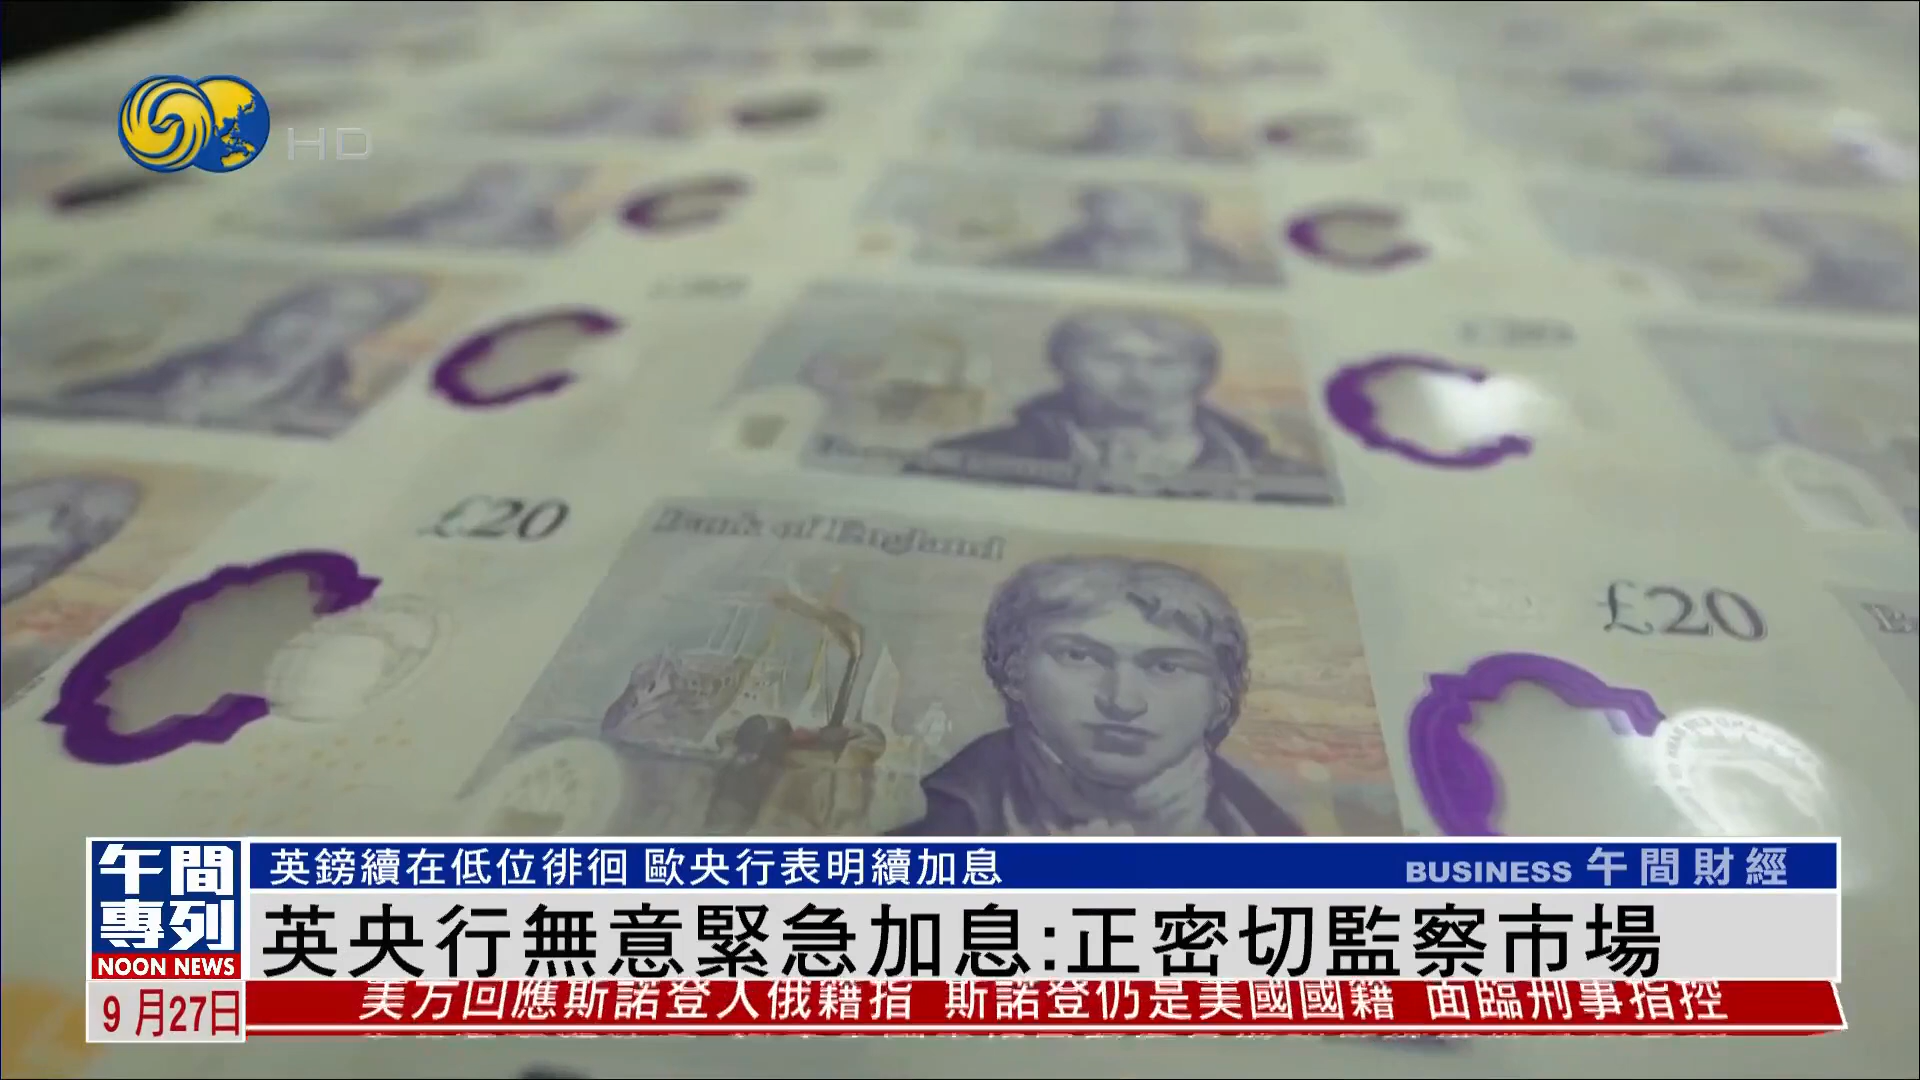 HD
£20
Bank of England
£20
午間
專列
NOON NEWS
英鎊續在低位徘徊 歐央行表明續加息
BUSINESS 午間財經
英央行無意緊急加息:正密切監察市場
9月27日
美方回應斯諾登入俄籍指 斯諾登仍是美國國籍 面臨刑事指控